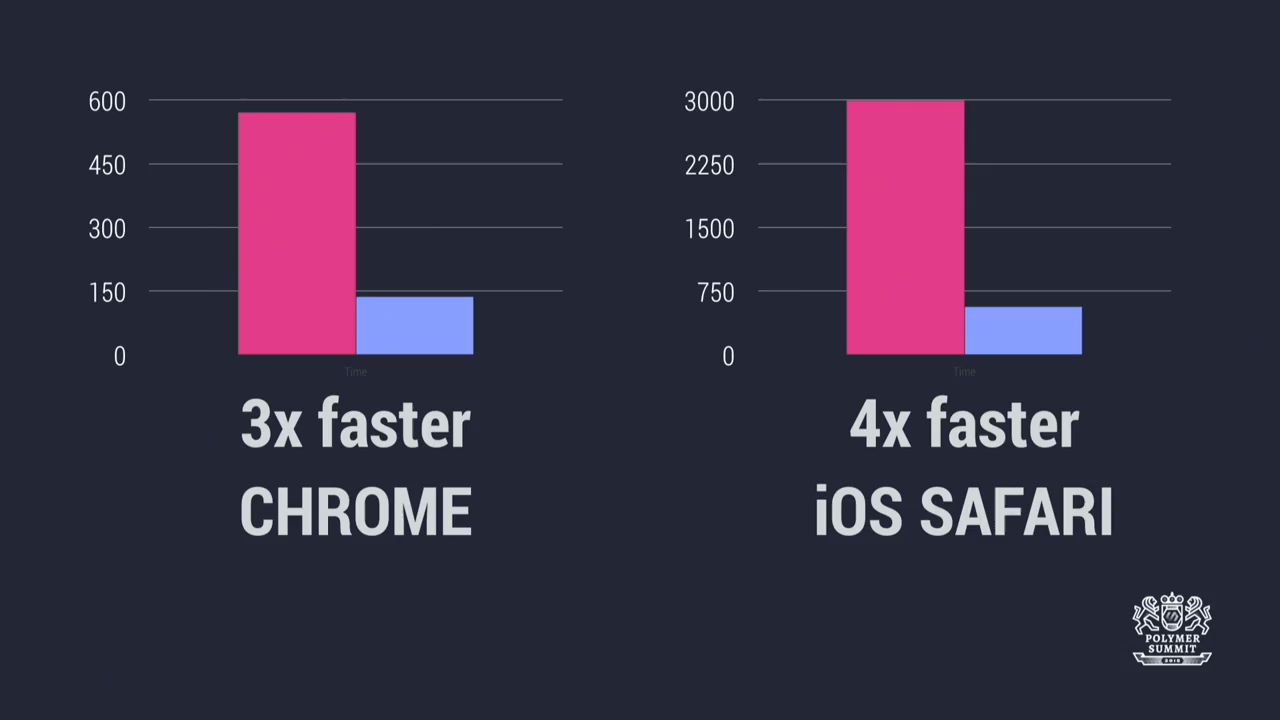 600
450
300
150
0
Time
3x faster
CHROME
3000
2250
1500
750
0
Time
4x faster
iOS SAFARI
POLYMER
SUMMIT
2015